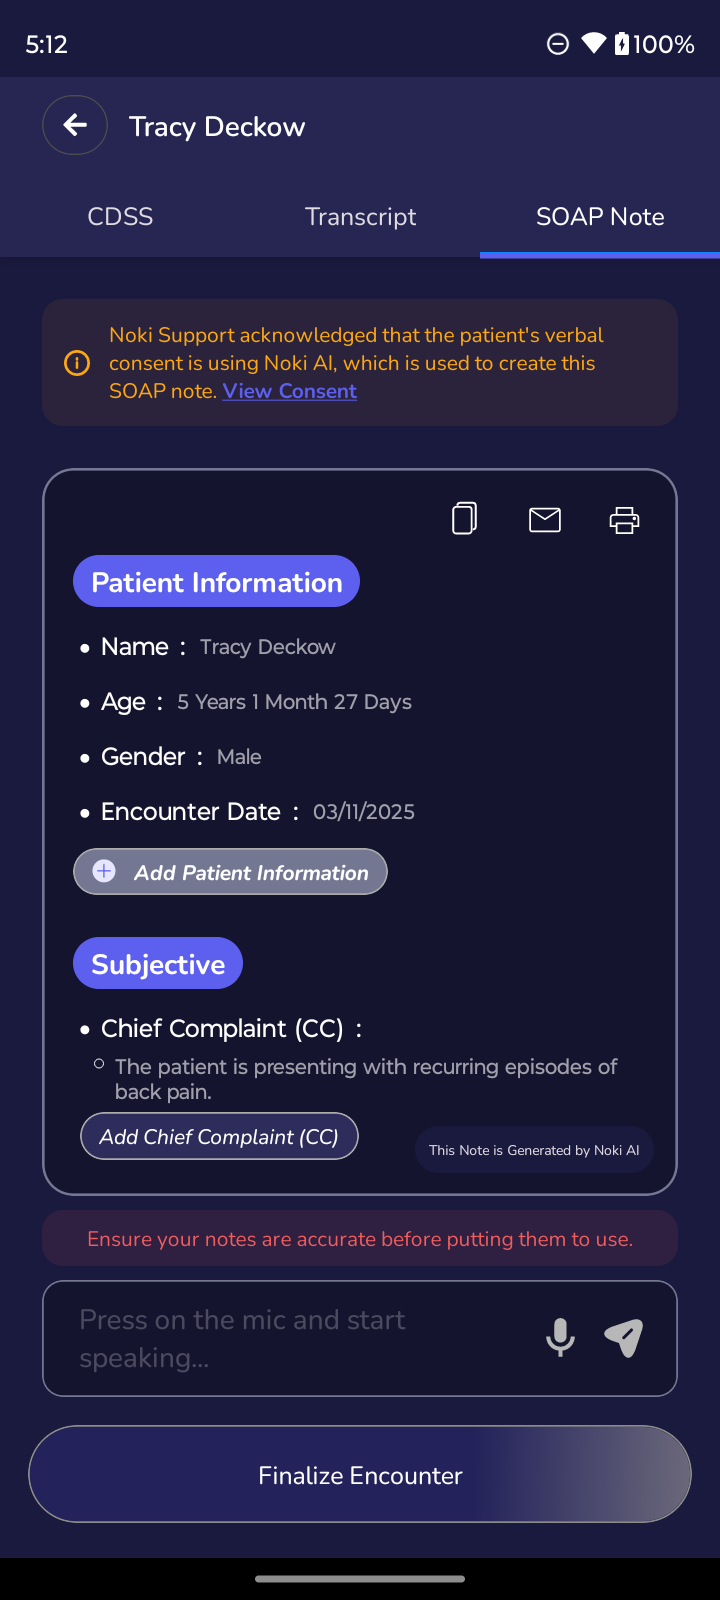 5:12
100%
Tracy Deckow
CDSS
Transcript
SOAP Note
Noki Support acknowledged that the patient's verbal
consent is using Noki AI, which is used to create this
SOAP note. View Consent
Patient Information
• Name : Tracy Deckow
• Age : 5 Years 1 Month 27 Days
• Gender : Male
• Encounter Date : 03/11/2025
Add Patient Information
Subjective
• Chief Complaint (CC) :
The patient is presenting with recurring episodes of
back pain.
Add Chief Complaint (CC)
This Note is Generated by Noki AI
Ensure your notes are accurate before putting them to use.
Press on the mic and start
speaking...
Finalize Encounter